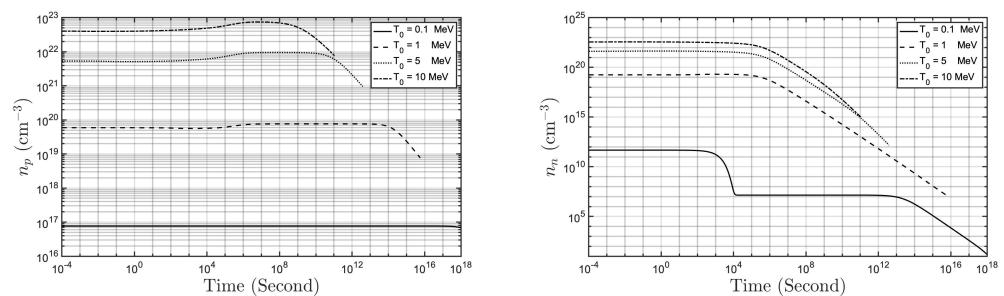 10^23
10^22
10^21
10^20
10^19
10^18
10^17
10^16
n_p (cm^−3)
10^-4
10^0
10^4
10^8
10^12
10^16
10^18
Time (Second)
T_0 = 0.1 MeV
T_0 = 1 MeV
T_0 = 5 MeV
T_0 = 10 MeV
10^25
10^20
10^15
10^10
10^5
n_n (cm^−3)
10^-4
10^0
10^4
10^8
10^12
10^16
10^18
Time (Second)
T_0 = 0.1 MeV
T_0 = 1 MeV
T_0 = 5 MeV
T_0 = 10 MeV